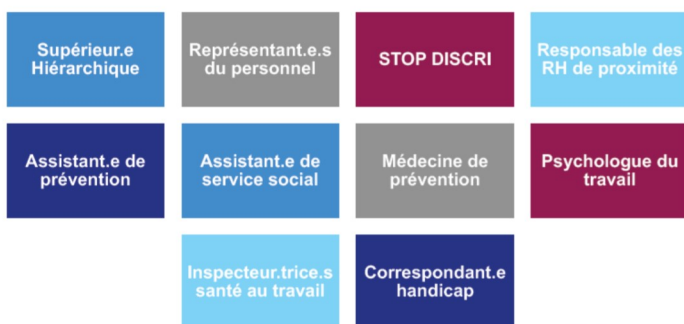 Supérieur.e
Hiérarchique
Représentant.e.s
du personnel
STOP DISCRI
Responsable des
RH de proximité
Assistant.e de
prévention
Assistant.e de
service social
Médecine de
prévention
Psychologue du
travail
Inspecteur.trice.s
santé au travail
Correspondant.e
handicap